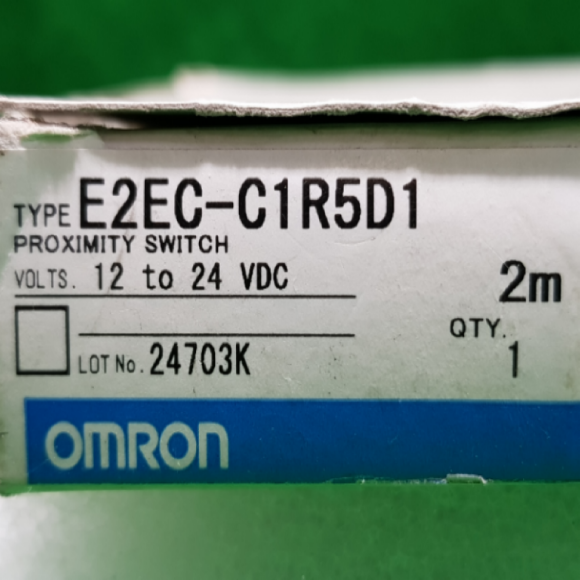 TYPE E2EC-C1R5D1
PROXIMITY SWITCH
VOLTS. 12 to 24 VDC
2m
QTY.
1
LOT No. 24703K
OMRON